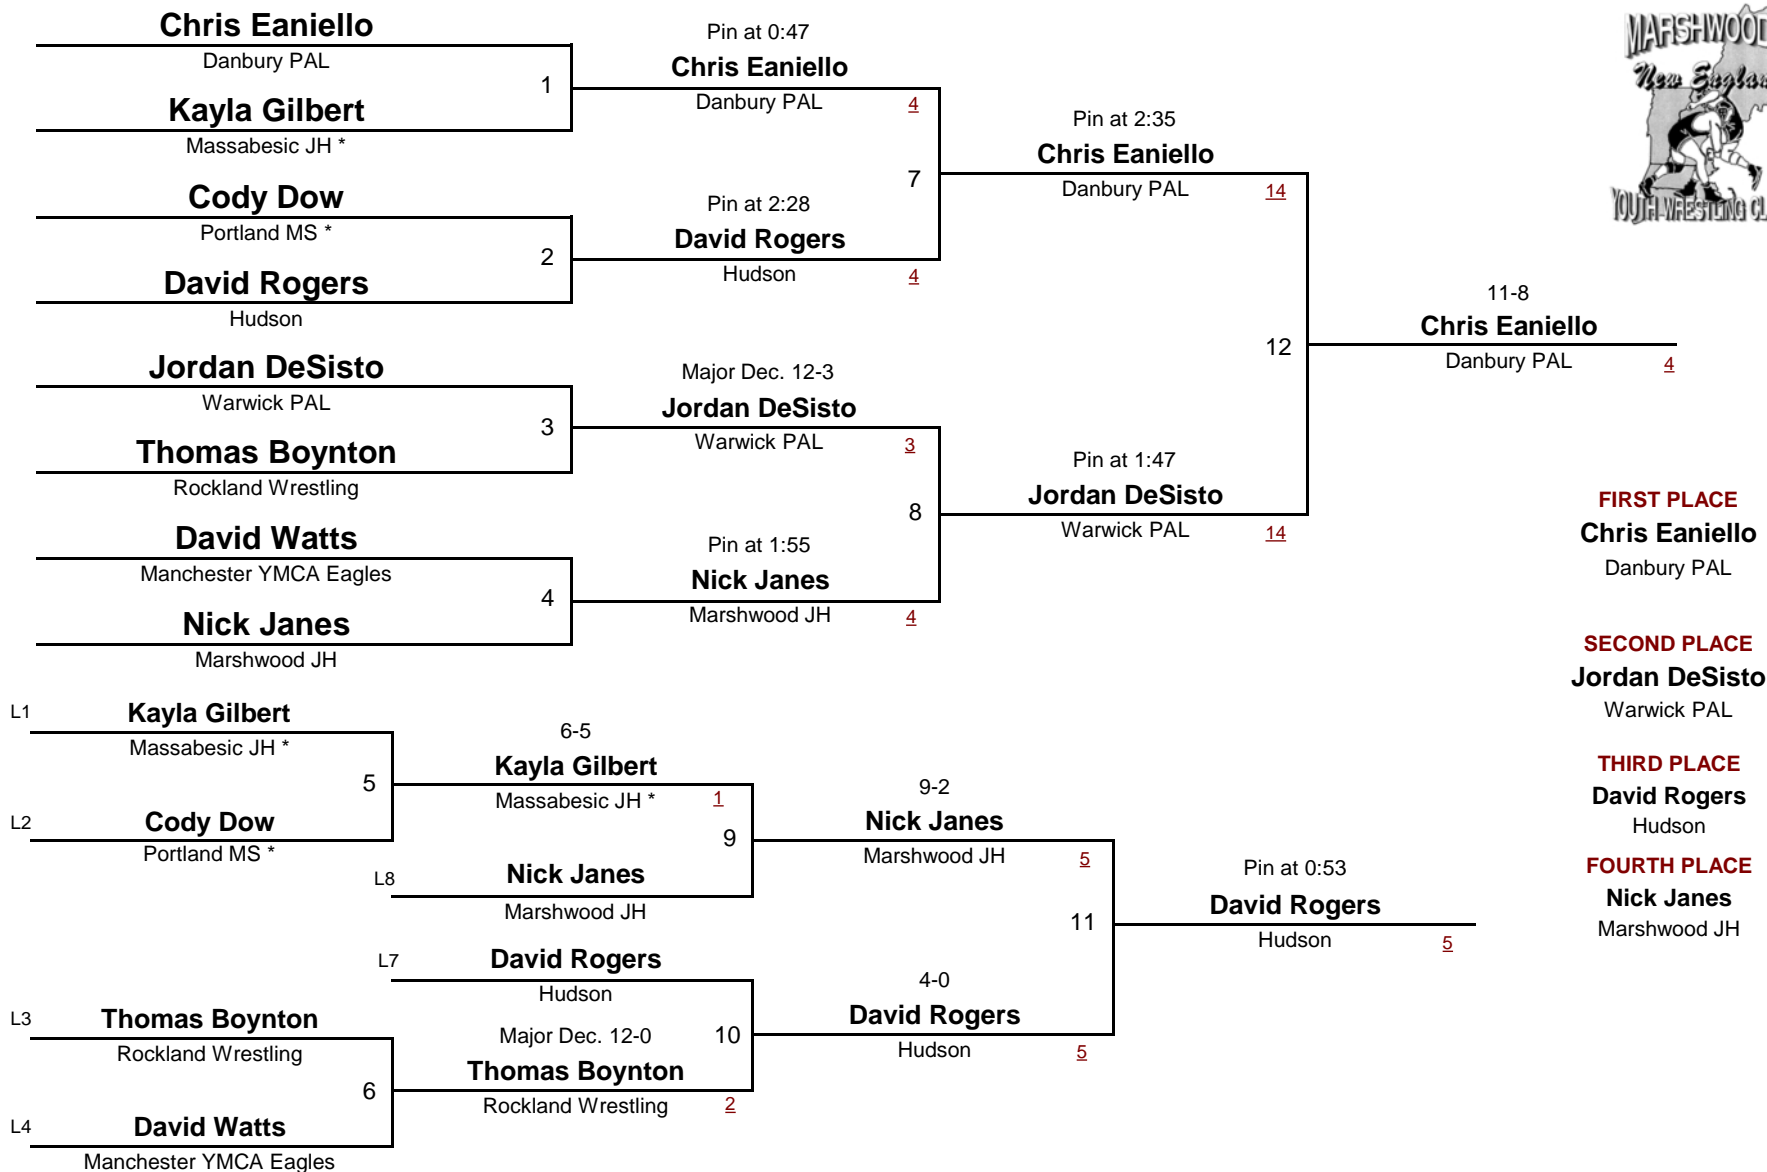 Chris Eaniello
Danbury PAL
1
Kayla Gilbert
Massabesic JH *
Cody Dow
Portland MS *
2
David Rogers
Hudson
Jordan DeSisto
Warwick PAL
3
Thomas Boynton
Rockland Wrestling
David Watts
Manchester YMCA Eagles
4
Nick Janes
Marshwood JH
Pin at 0:47
Chris Eaniello
Danbury PAL
4
7
Pin at 2:28
David Rogers
Hudson
4
Major Dec. 12-3
Jordan DeSisto
Warwick PAL
3
8
Pin at 1:55
Nick Janes
Marshwood JH
4
Pin at 2:35
Chris Eaniello
Danbury PAL
14
12
Pin at 1:47
Jordan DeSisto
Warwick PAL
14
11-8
Chris Eaniello
Danbury PAL
4
MARSHWOOD
New England
YOUTH WRESTLING CL
FIRST PLACE
Chris Eaniello
Danbury PAL
SECOND PLACE
Jordan DeSisto
Warwick PAL
THIRD PLACE
David Rogers
Hudson
FOURTH PLACE
Nick Janes
Marshwood JH
L1
Kayla Gilbert
Massabesic JH *
5
L2
Cody Dow
Portland MS *
6-5
Kayla Gilbert
Massabesic JH *
1
9
L8
Nick Janes
Marshwood JH
L7
David Rogers
Hudson
10
L3
Thomas Boynton
Rockland Wrestling
6
L4
David Watts
Manchester YMCA Eagles
Major Dec. 12-0
Thomas Boynton
Rockland Wrestling
2
9-2
Nick Janes
Marshwood JH
5
11
4-0
David Rogers
Hudson
5
Pin at 0:53
David Rogers
Hudson
5